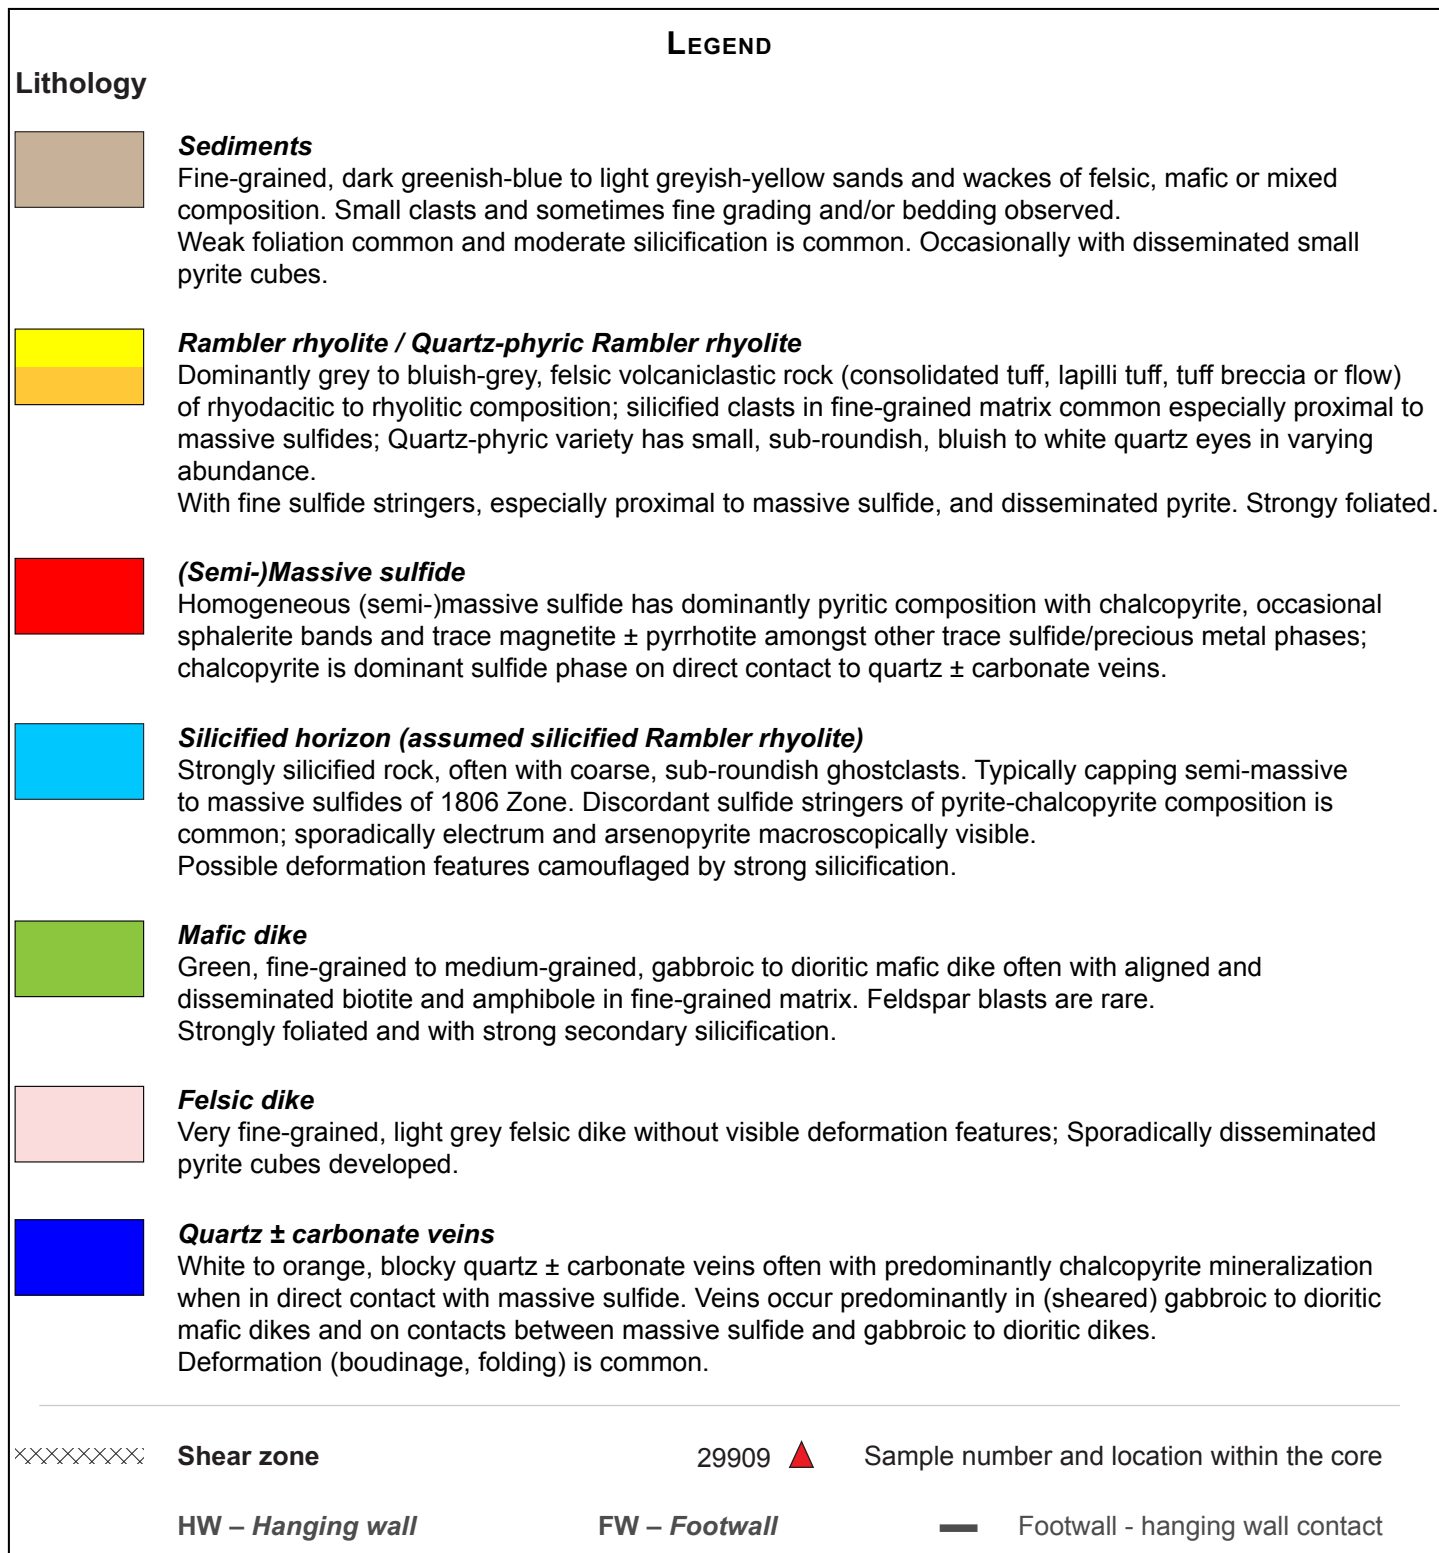 LEGEND
Lithology
Sediments
Fine-grained, dark greenish-blue to light greyish-yellow sands and wackes of felsic, mafic or mixed
composition. Small clasts and sometimes fine grading and/or bedding observed.
Weak foliation common and moderate silicification is common. Occasionally with disseminated small
pyrite cubes.
Rambler rhyolite / Quartz-phyric Rambler rhyolite
Dominantly grey to bluish-grey, felsic volcaniclastic rock (consolidated tuff, lapilli tuff, tuff breccia or flow)
of rhyodacitic to rhyolitic composition; silicified clasts in fine-grained matrix common especially proximal to
massive sulfides; Quartz-phyric variety has small, sub-roundish, bluish to white quartz eyes in varying
abundance.
With fine sulfide stringers, especially proximal to massive sulfide, and disseminated pyrite. Strongy foliated.
(Semi-)Massive sulfide
Homogeneous (semi-)massive sulfide has dominantly pyritic composition with chalcopyrite, occasional
sphalerite bands and trace magnetite ± pyrrhotite amongst other trace sulfide/precious metal phases;
chalcopyrite is dominant sulfide phase on direct contact to quartz ± carbonate veins.
Silicified horizon (assumed silicified Rambler rhyolite)
Strongly silicified rock, often with coarse, sub-roundish ghostclasts. Typically capping semi-massive
to massive sulfides of 1806 Zone. Discordant sulfide stringers of pyrite-chalcopyrite composition is
common; sporadically electrum and arsenopyrite macroscopically visible.
Possible deformation features camouflaged by strong silicification.
Mafic dike
Green, fine-grained to medium-grained, gabbroic to dioritic mafic dike often with aligned and
disseminated biotite and amphibole in fine-grained matrix. Feldspar blasts are rare.
Strongly foliated and with strong secondary silicification.
Felsic dike
Very fine-grained, light grey felsic dike without visible deformation features; Sporadically disseminated
pyrite cubes developed.
Quartz ± carbonate veins
White to orange, blocky quartz ± carbonate veins often with predominantly chalcopyrite mineralization
when in direct contact with massive sulfide. Veins occur predominantly in (sheared) gabbroic to dioritic
mafic dikes and on contacts between massive sulfide and gabbroic to dioritic dikes.
Deformation (boudinage, folding) is common.
Shear zone 29909 Sample number and location within the core
HW – Hanging wall FW – Footwall Footwall - hanging wall contact